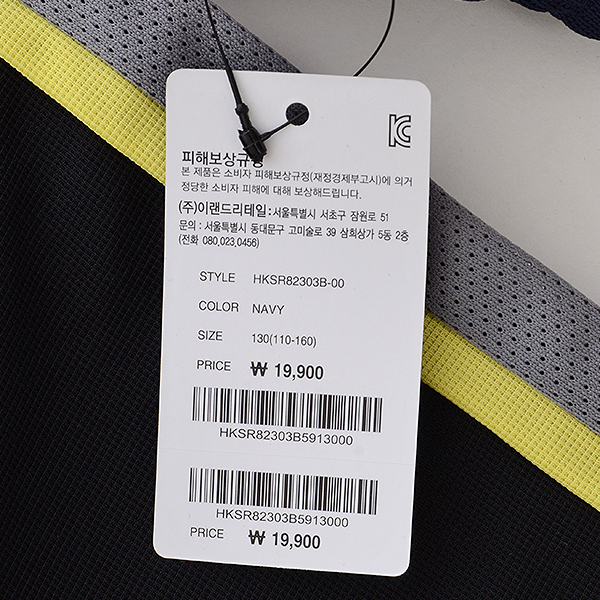 피해보상규정
본 제품은 소비자 피해보상규정(재정경제부고시)에 의거
정당한 소비자 피해에 대해 보상해드립니다.
(주)이랜드리테일:서울특별시 서초구 잠원로 51
문의 : 서울특별시 동대문구 고미술로 39 삼희상가 5동 2층
(전화 080,023,0456)
STYLE HKSR82303B-00
COLOR NAVY
SIZE 130(110-160)
PRICE ₩ 19,900
HKSR82303B5913000
HKSR82303B5913000
PRICE ₩ 19,900